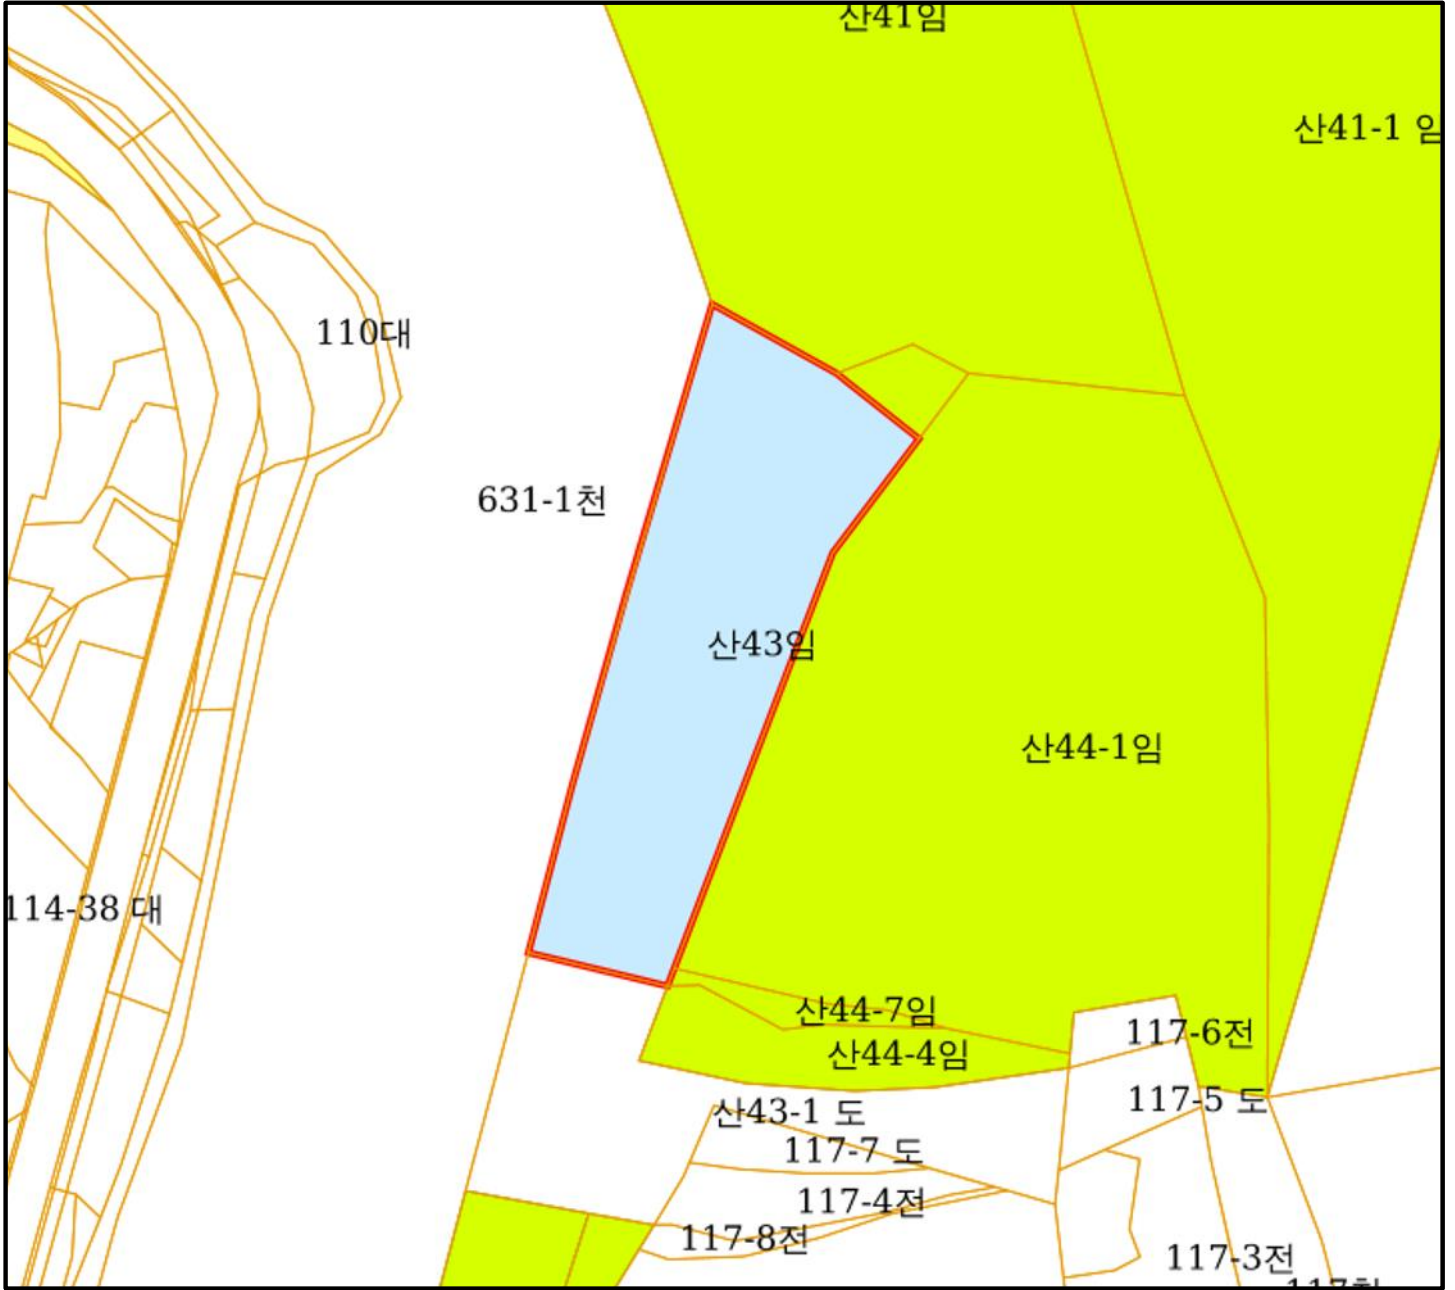 산41임
산41-1 임
110대
631-1천
산43임
산44-1임
114-38 대
산44-7임
117-6전
산44-4임
117-5 도
산43-1 도
117-7 도
117-4전
117-8전
117-3전